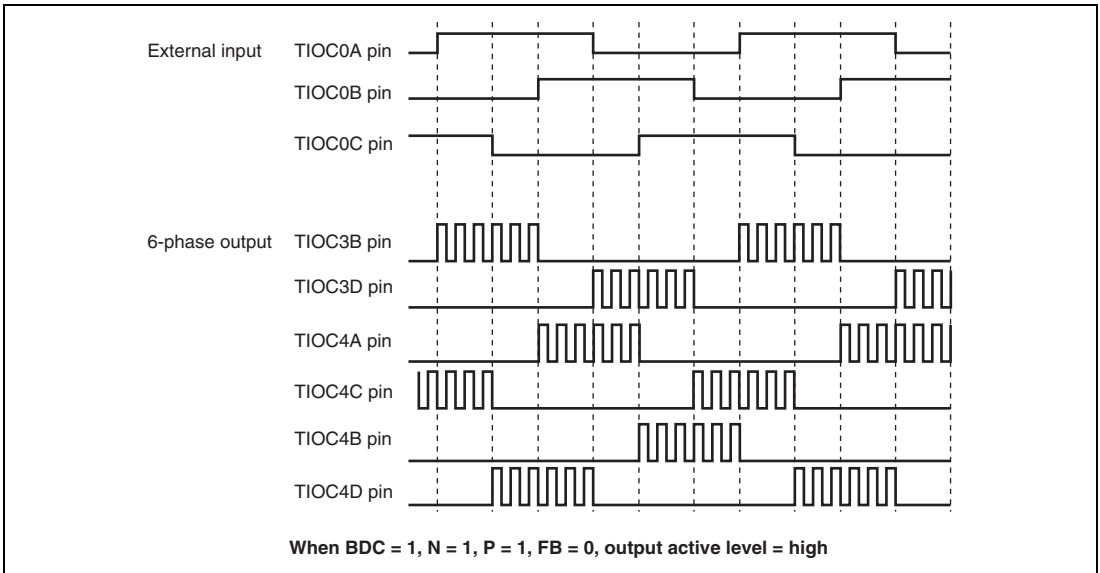 External input TIOC0A pin
TIOC0B pin
TIOC0C pin
6-phase output TIOC3B pin
TIOC3D pin
TIOC4A pin
TIOC4C pin
TIOC4B pin
TIOC4D pin
When BDC = 1, N = 1, P = 1, FB = 0, output active level = high